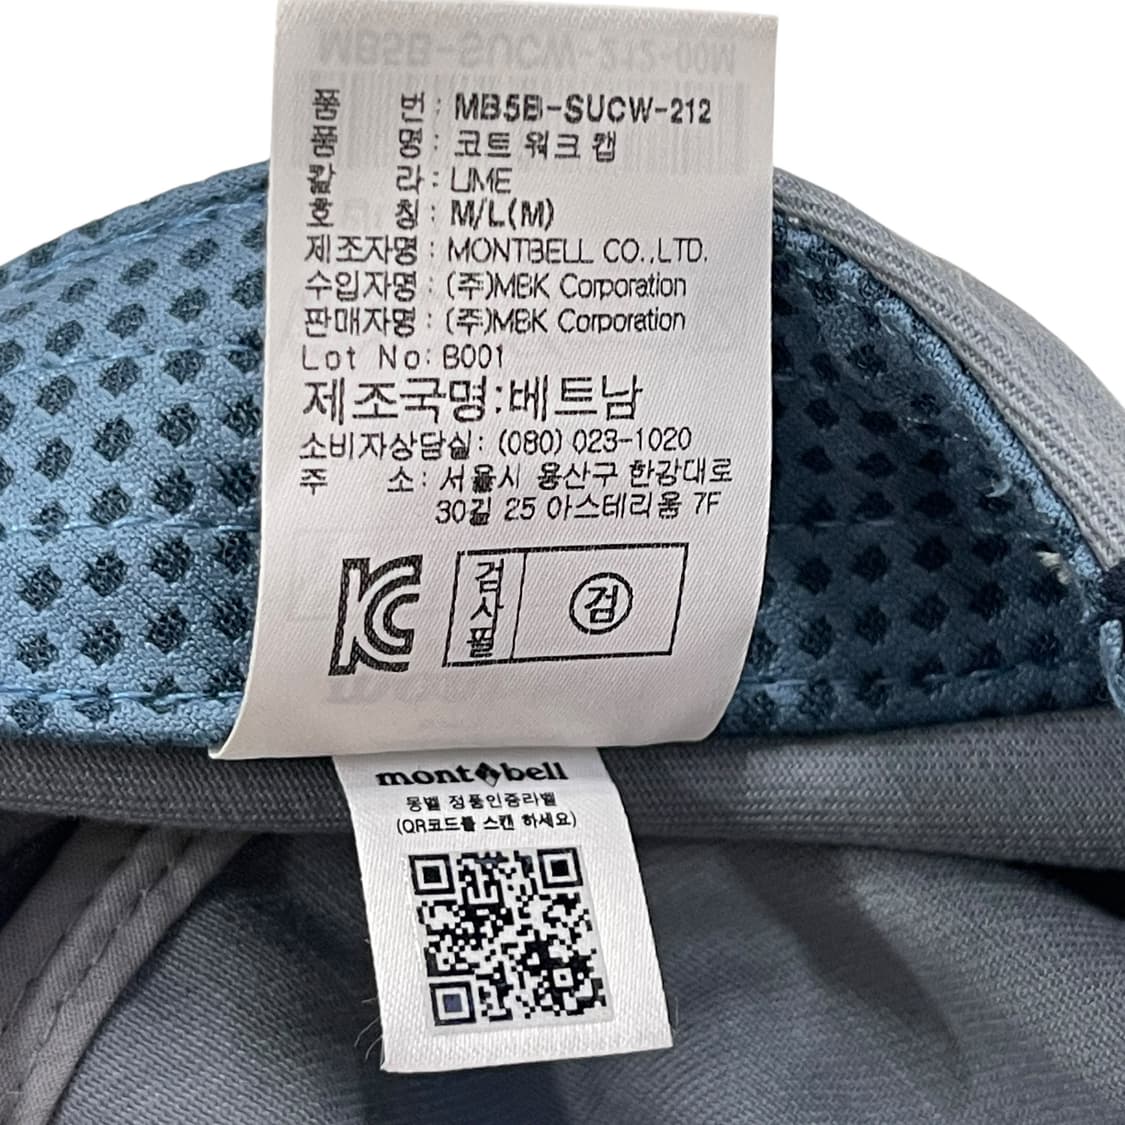 MB5B-SUCW-212-00M
품 번: MB5B-SUCW-212
품 명: 코트 워크 캡
칼 라: LIME
호 칭: M/L(M)
제조자명: MONTBELL CO.,LTD.
수입자명: (주)MBK Corporation
판매자명: (주)MBK Corporation
Lot No: B001
제조국명:베트남
소비자상담실: (080) 023-1020
주 소: 서울시 용산구 한강대로
30길 25 아스테리움 7F
KC
검사필
검
mont bell
몽벨 정품인증라벨
(QR코드를 스캔 하세요)